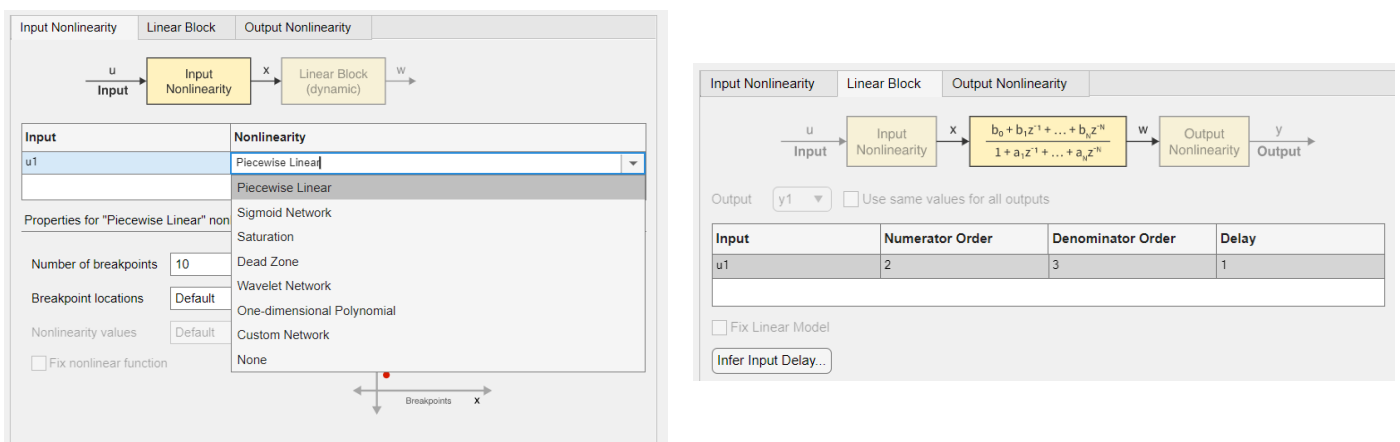 Input Nonlinearity Linear Block Output Nonlinearity
u Input Nonlinearity x Linear Block (dynamic) w
Input
Input Nonlinearity
u1 Piecewise Linear
Piecewise Linear
Properties for "Piecewise Linear" non
Sigmoid Network
Saturation
Number of breakpoints 10
Dead Zone
Wavelet Network
Breakpoint locations Default
One-dimensional Polynomial
Nonlinearity values Default
Custom Network
None
Fix nonlinear function
Breakpoints x
Input Nonlinearity Linear Block Output Nonlinearity
u Input Nonlinearity x b₀ + b₁z⁻¹ + … + b_N z⁻ᴺ w Output Nonlinearity y
Input 1 + a₁z⁻¹ + … + a_N z⁻ᴺ Output
Output y1 Use same values for all outputs
Input Numerator Order Denominator Order Delay
u1 2 3 1
Fix Linear Model
Infer Input Delay...